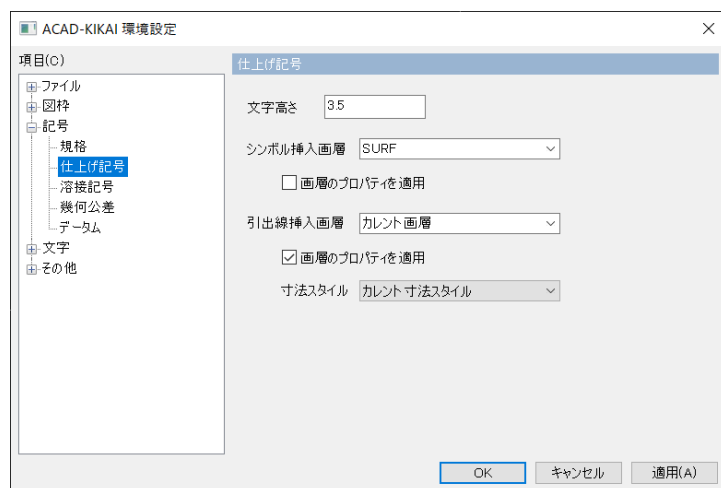 ACAD-KIKAI 環境設定
項目(C)
ファイル
図枠
記号
規格
仕上げ記号
溶接記号
幾何公差
データム
文字
その他
仕上げ記号
文字高さ 3.5
シンボル挿入画層 SURF
画層のプロパティを適用
引出線挿入画層 カレント画層
画層のプロパティを適用
寸法スタイル カレント寸法スタイル
OK キャンセル 適用(A)